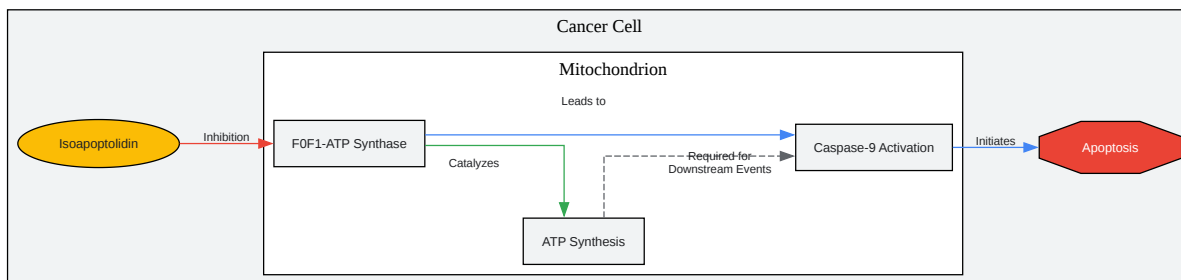 Cancer Cell
Mitochondrion
Leads to
Isoapoptolidin
Inhibition
F0F1-ATP Synthase
Catalyzes
Required for
Downstream Events
Caspase-9 Activation
Initiates
Apoptosis
ATP Synthesis